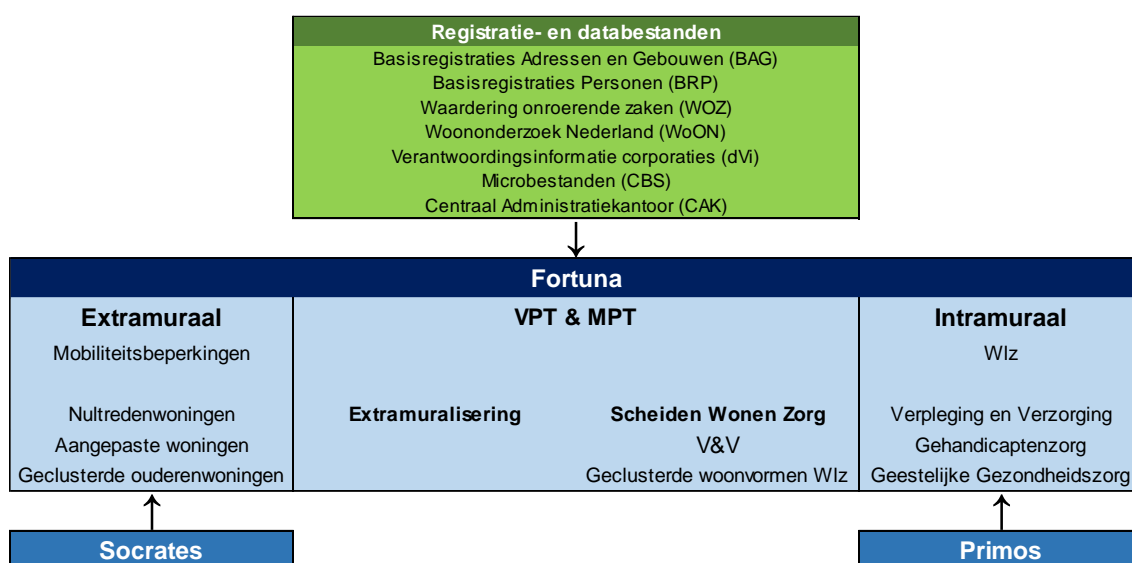 Registratie- en databestanden
Basisregistraties Adressen en Gebouwen (BAG)
Basisregistraties Personen (BRP)
Waardering onroerende zaken (WOZ)
Woononderzoek Nederland (WoON)
Verantwoordingsinformatie corporaties (dVi)
Microbestanden (CBS)
Centraal Administratiekantoor (CAK)
Fortuna
Extramuraal
Mobiliteitsbeperkingen
Nultredenwoningen
Aangepaste woningen
Geclusterde ouderenwoningen
VPT & MPT
Extramuralisering
Scheiden Wonen Zorg
V&V
Geclusterde woonvormen Wlz
Intramuraal
Wlz
Verpleging en Verzorging
Gehandicaptenzorg
Geestelijke Gezondheidszorg
Socrates
Primos